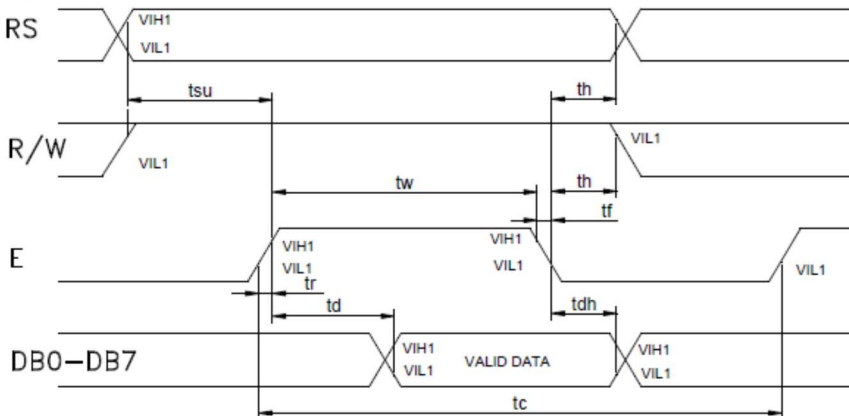 RS
VIH1
VIL1
tsu
th
R/W
VIL1
VIL1
tw
th
tf
E
VIH1
VIL1
VIH1
VIL1
VIL1
tr
td
tdh
DB0-DB7
VIH1
VIL1
VALID DATA
VIH1
VIL1
tc